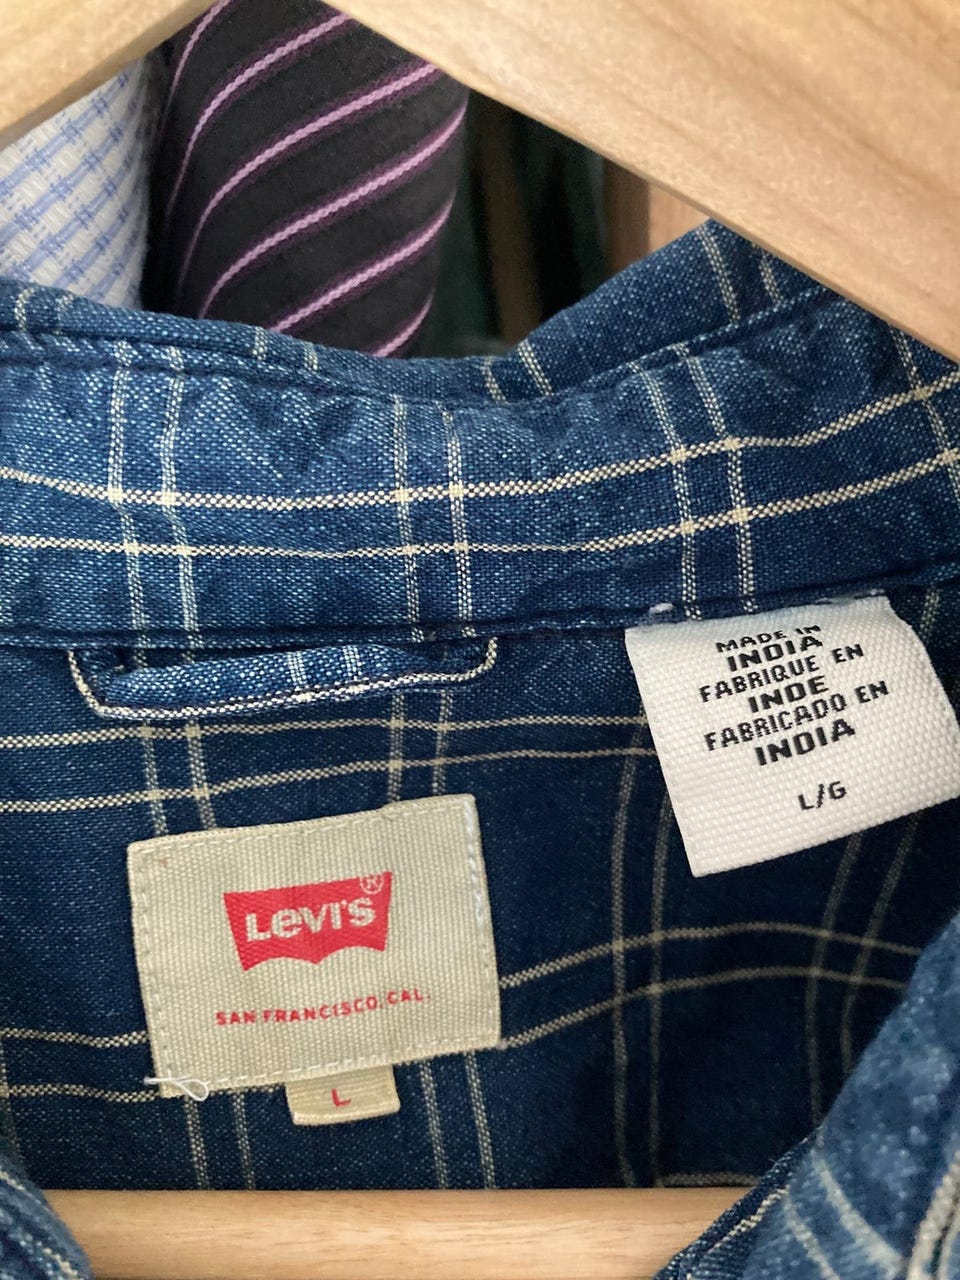 MADE IN
INDIA
FABRIQUE EN
INDE
FABRICADO EN
INDIA
L/G
LEVI'S®
SAN FRANCISCO, CAL.
L